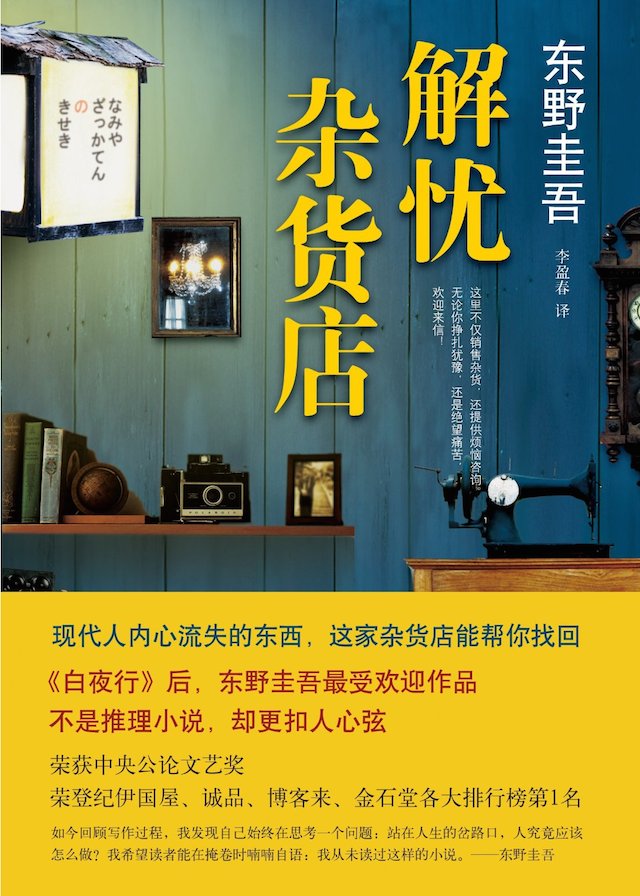 解忧
杂货店
东野圭吾
李盈春 译
なみや
ざっかてん
の
きせき
这里不仅销售杂货，还提供烦恼咨询。
无论你挣扎犹豫，还是绝望痛苦，
欢迎来信！
POLAROID
现代人内心流失的东西，这家杂货店能帮你找回
《白夜行》后，东野圭吾最受欢迎作品
不是推理小说，却更扣人心弦
荣获中央公论文艺奖
荣登纪伊国屋、诚品、博客来、金石堂各大排行榜第1名
如今回顾写作过程，我发现自己始终在思考一个问题：站在人生的岔路口，人究竟应该
怎么做？我希望读者能在掩卷时喃喃自语：我从未读过这样的小说。——东野圭吾